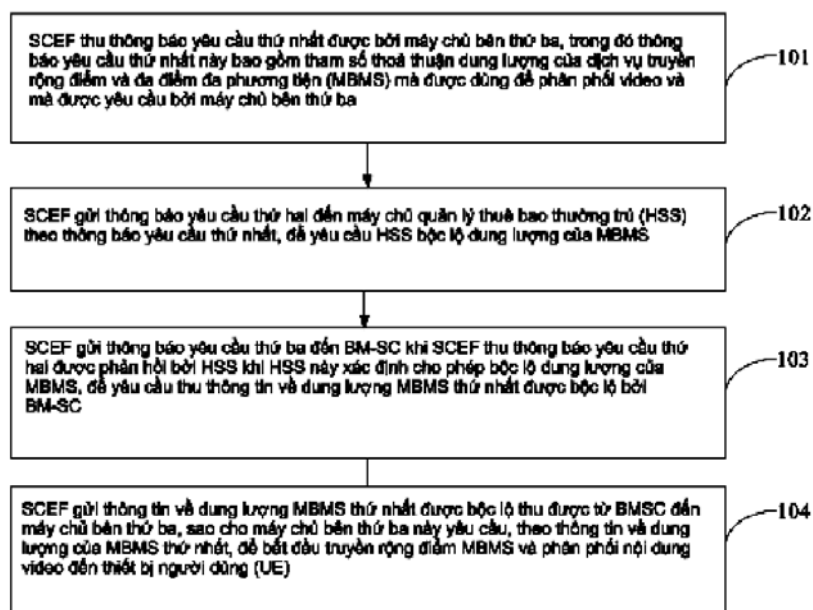 SCEF thu thông báo yêu cầu thứ nhất được bởi máy chủ bên thứ ba, trong đó thông
báo yêu cầu thứ nhất này bao gồm tham số thoả thuận dung lượng của dịch vụ truyền
rộng điểm và đa điểm đa phương tiện (MBMS) mà được dùng để phân phối video và
mà được yêu cầu bởi máy chủ bên thứ ba
101
SCEF gửi thông báo yêu cầu thứ hai đến máy chủ quản lý thuê bao thường trú (HSS)
theo thông báo yêu cầu thứ nhất, để yêu cầu HSS bộc lộ dung lượng của MBMS
102
SCEF gửi thông báo yêu cầu thứ ba đến BM-SC khi SCEF thu thông báo yêu cầu thứ
hai được phản hồi bởi HSS khi HSS này xác định cho phép bộc lộ dung lượng của
MBMS, để yêu cầu thu thông tin về dung lượng MBMS thứ nhất được bộc lộ bởi
BM-SC
103
SCEF gửi thông tin về dung lượng MBMS thứ nhất được bộc lộ thu được từ BMSC đến
máy chủ bên thứ ba, sao cho máy chủ bên thứ ba này yêu cầu, theo thông tin về dung
lượng của MBMS thứ nhất, để bắt đầu truyền rộng điểm MBMS và phân phối nội dung
video đến thiết bị người dùng (UE)
104